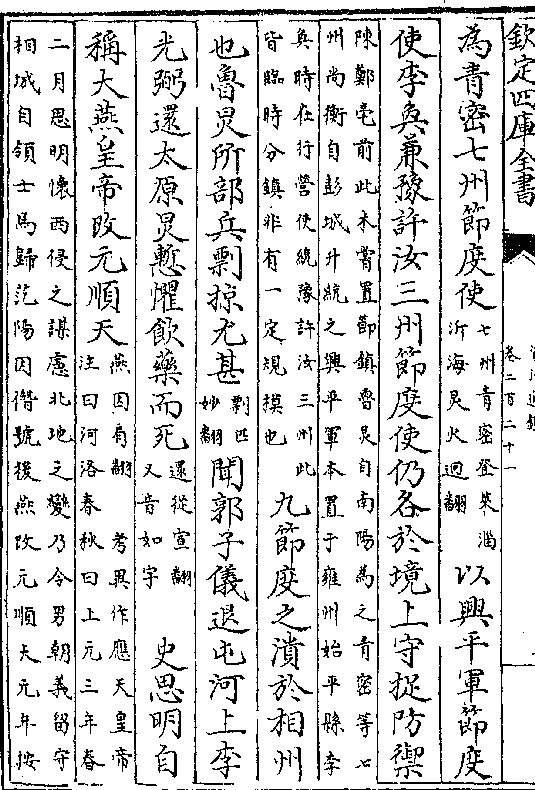 欽定四庫全書
卷二百二十一
為青密七州節度使七州青密登萊淄
沂海炅火迥翻以興平軍節度
使李奐兼豫許汝三州節度使仍各於境上守捉防禦
陳鄭亳前此未嘗置節鎮魯炅自南陽為之青密等七
州尚衡自彭城升統之興平軍本置于雍州始平縣李
奐時在行營使統豫許汝三州此
皆臨時分鎮非有一定規模也九節度之潰於相州
也魯炅所部兵剽掠尤甚剽匹
妙翻聞郭子儀退屯河上李
光弼還太原炅慙懼飲藥而死還從宣翻
又音如字史思明自
稱大燕皇帝改元順天燕因肩翻考異作應天皇帝
注曰河洛春秋曰上元三年春
二月思明懷西侵之謀慮北地之變乃令男朝義留守
相城自領士馬歸范陽因僭號後燕改元順天元年按